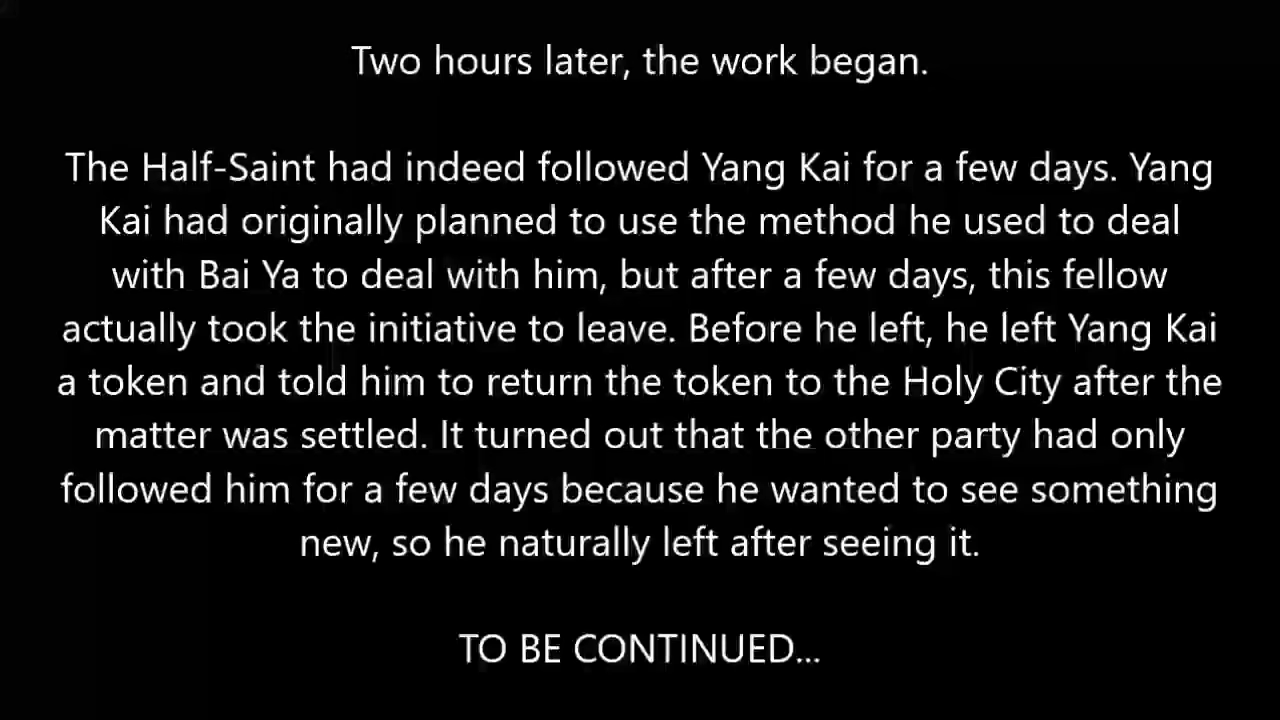 Two hours later, the work began.
The Half-Saint had indeed followed Yang Kai for a few days. Yang
Kai had originally planned to use the method he used to deal
with Bai Ya to deal with him, but after a few days, this fellow
actually took the initiative to leave. Before he left, he left Yang Kai
a token and told him to return the token to the Holy City after the
matter was settled. It turned out that the other party had only
followed him for a few days because he wanted to see something
new, so he naturally left after seeing it.
TO BE CONTINUED...